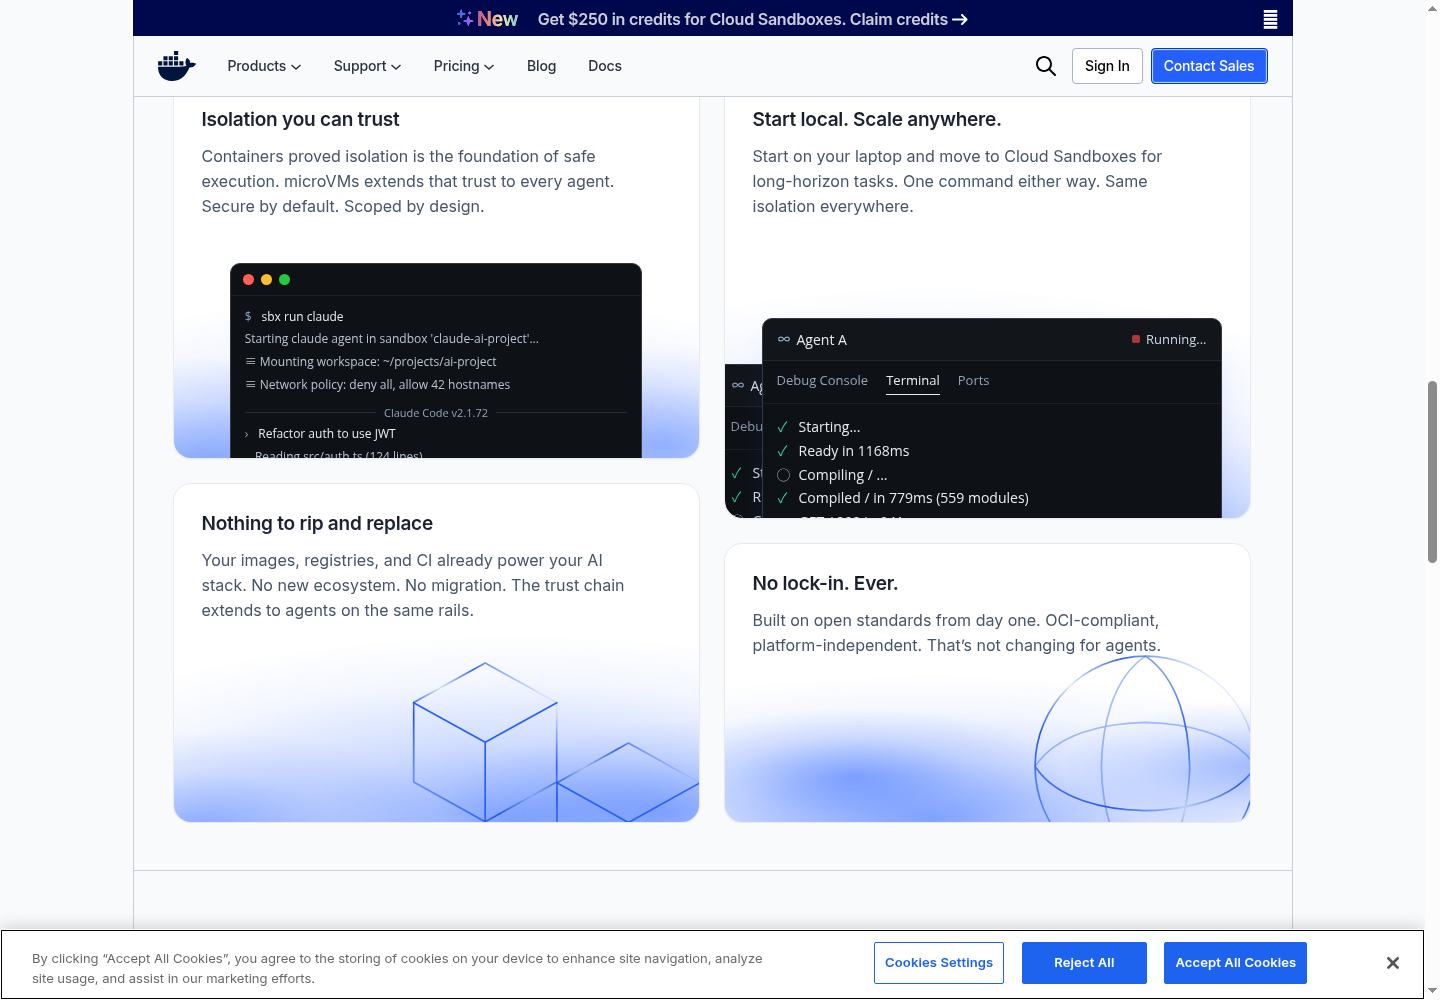 New Get $250 in credits for Cloud Sandboxes. Claim credits →
Products Support Pricing Blog Docs Sign In Contact Sales
Isolation you can trust
Containers proved isolation is the foundation of safe
execution. microVMs extends that trust to every agent.
Secure by default. Scoped by design.
$ sbx run claude
Starting claude agent in sandbox 'claude-ai-project'...
Mounting workspace: ~/projects/ai-project
Network policy: deny all, allow 42 hostnames
Claude Code v2.1.72
› Refactor auth to use JWT
Reading src/auth.ts (124 lines)
Start local. Scale anywhere.
Start on your laptop and move to Cloud Sandboxes for
long-horizon tasks. One command either way. Same
isolation everywhere.
Agent A Running...
Debug Console Terminal Ports
✓ Starting...
✓ Ready in 1168ms
Compiling / ...
✓ Compiled / in 779ms (559 modules)
Nothing to rip and replace
Your images, registries, and CI already power your AI
stack. No new ecosystem. No migration. The trust chain
extends to agents on the same rails.
No lock-in. Ever.
Built on open standards from day one. OCI-compliant,
platform-independent. That’s not changing for agents.
By clicking “Accept All Cookies”, you agree to the storing of cookies on your device to enhance site navigation, analyze
site usage, and assist in our marketing efforts.
Cookies Settings Reject All Accept All Cookies